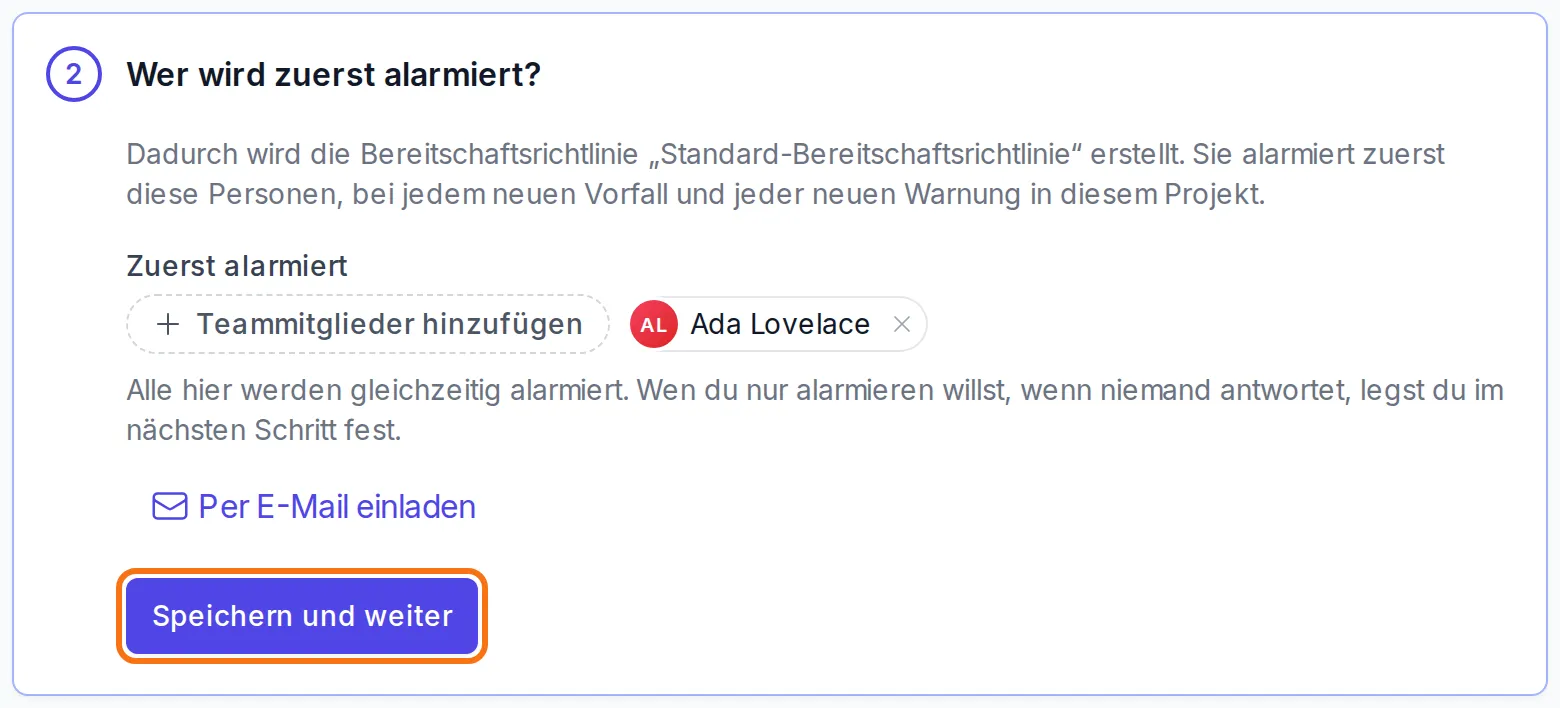 2
Wer wird zuerst alarmiert?
Dadurch wird die Bereitschaftsrichtlinie „Standard-Bereitschaftsrichtlinie“ erstellt. Sie alarmiert zuerst
diese Personen, bei jedem neuen Vorfall und jeder neuen Warnung in diesem Projekt.
Zuerst alarmiert
Teammitglieder hinzufügen
AL Ada Lovelace
Alle hier werden gleichzeitig alarmiert. Wen du nur alarmieren willst, wenn niemand antwortet, legst du im
nächsten Schritt fest.
Per E-Mail einladen
Speichern und weiter